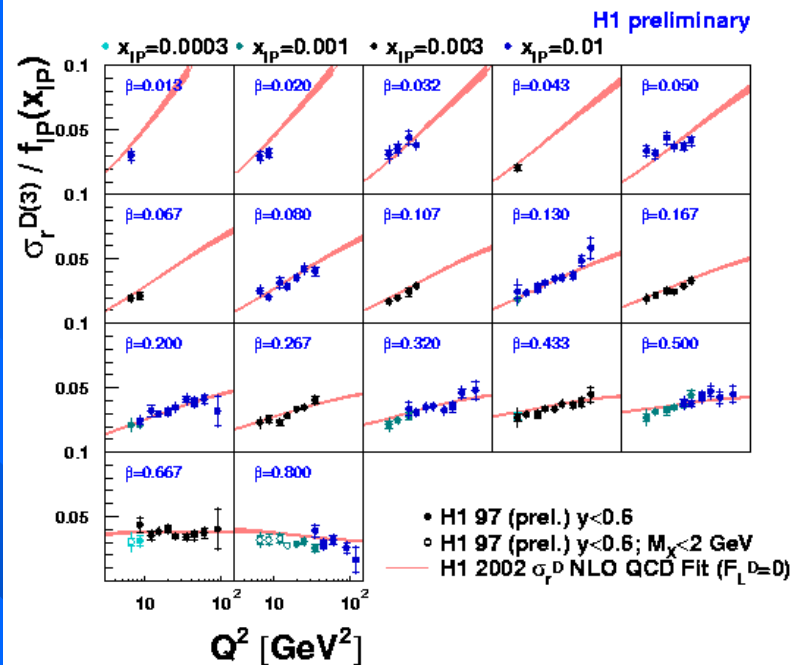 H1 preliminary
x_IP=0.0003 x_IP=0.001 x_IP=0.003 x_IP=0.01
σ_r^D(3) / f_IP(x_IP)
0.1
β=0.013 β=0.020 β=0.032 β=0.043 β=0.050
0.05
0.1
β=0.067 β=0.080 β=0.107 β=0.130 β=0.167
0.05
0.1
β=0.200 β=0.267 β=0.320 β=0.433 β=0.500
0.05
0.1
β=0.667 β=0.800
0.05
H1 97 (prel.) y<0.6
H1 97 (prel.) y<0.6; M_X<2 GeV
H1 2002 σ_r^D NLO QCD Fit (F_L^D=0)
10 10^2 10 10^2
Q^2 [GeV^2]